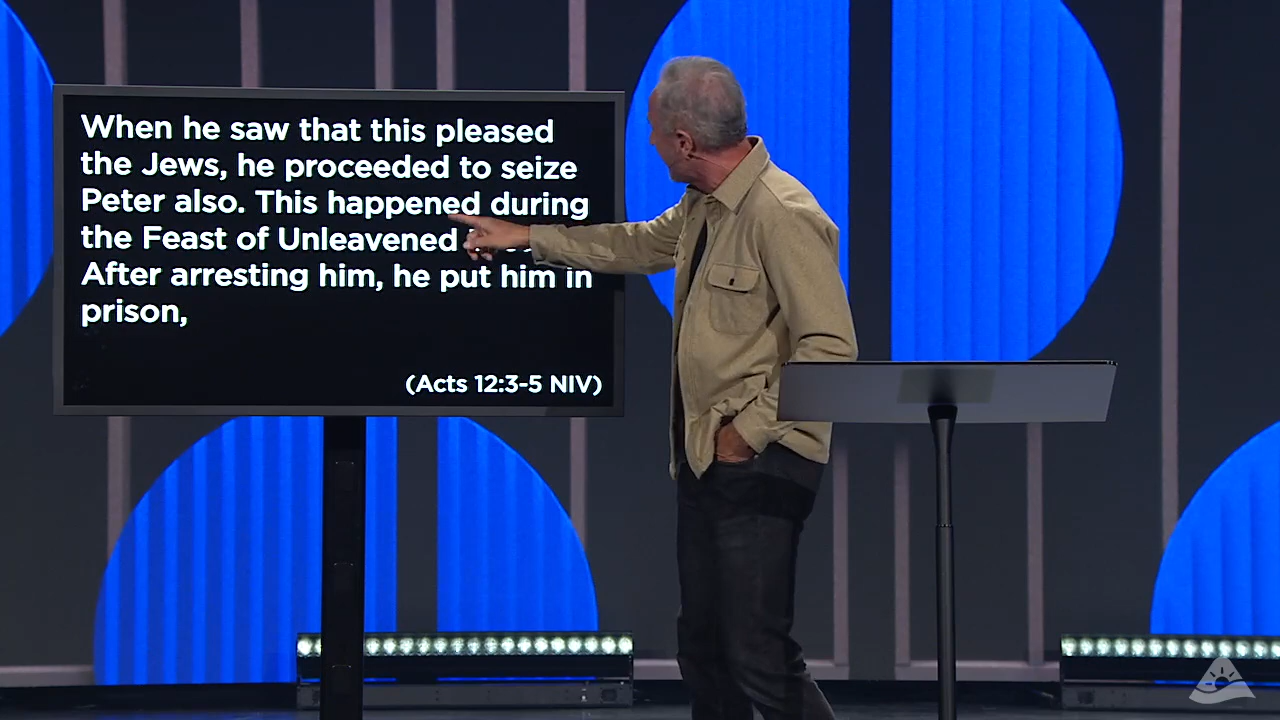 When he saw that this pleased
the Jews, he proceeded to seize
Peter also. This happened during
the Feast of Unleavened
After arresting him, he put him in
prison,
(Acts 12:3-5 NIV)